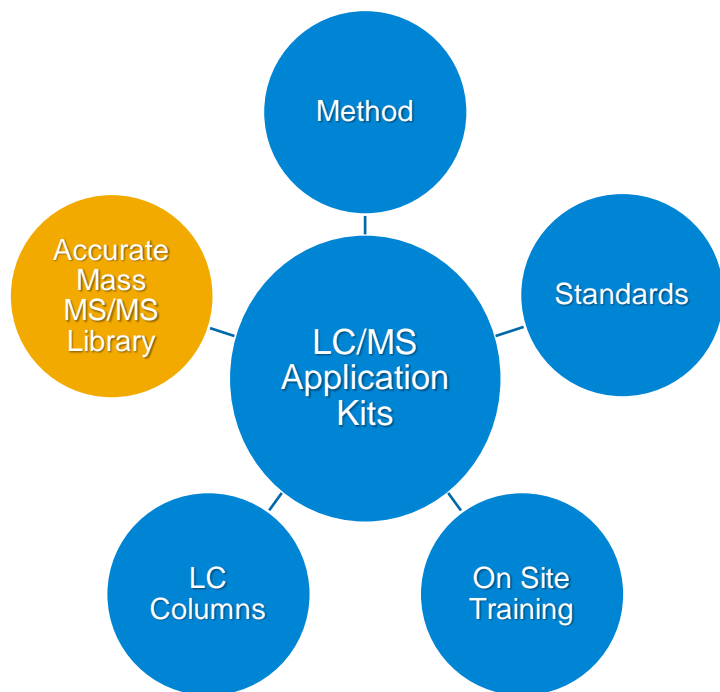 Method
Accurate
Mass
MS/MS
Library
Standards
LC/MS
Application
Kits
LC
Columns
On Site
Training